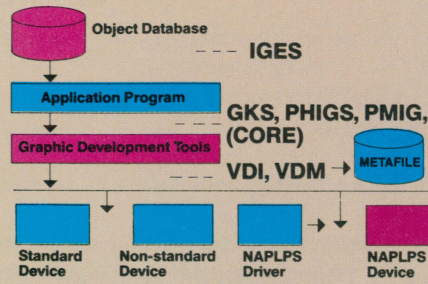 Object Database
IGES
Application Program
GKS, PHIGS, PMIG,
(CORE)
Graphic Development Tools
VDI, VDM
METAFILE
Standard
Device
Non-standard
Device
NAPLPS
Driver
NAPLPS
Device